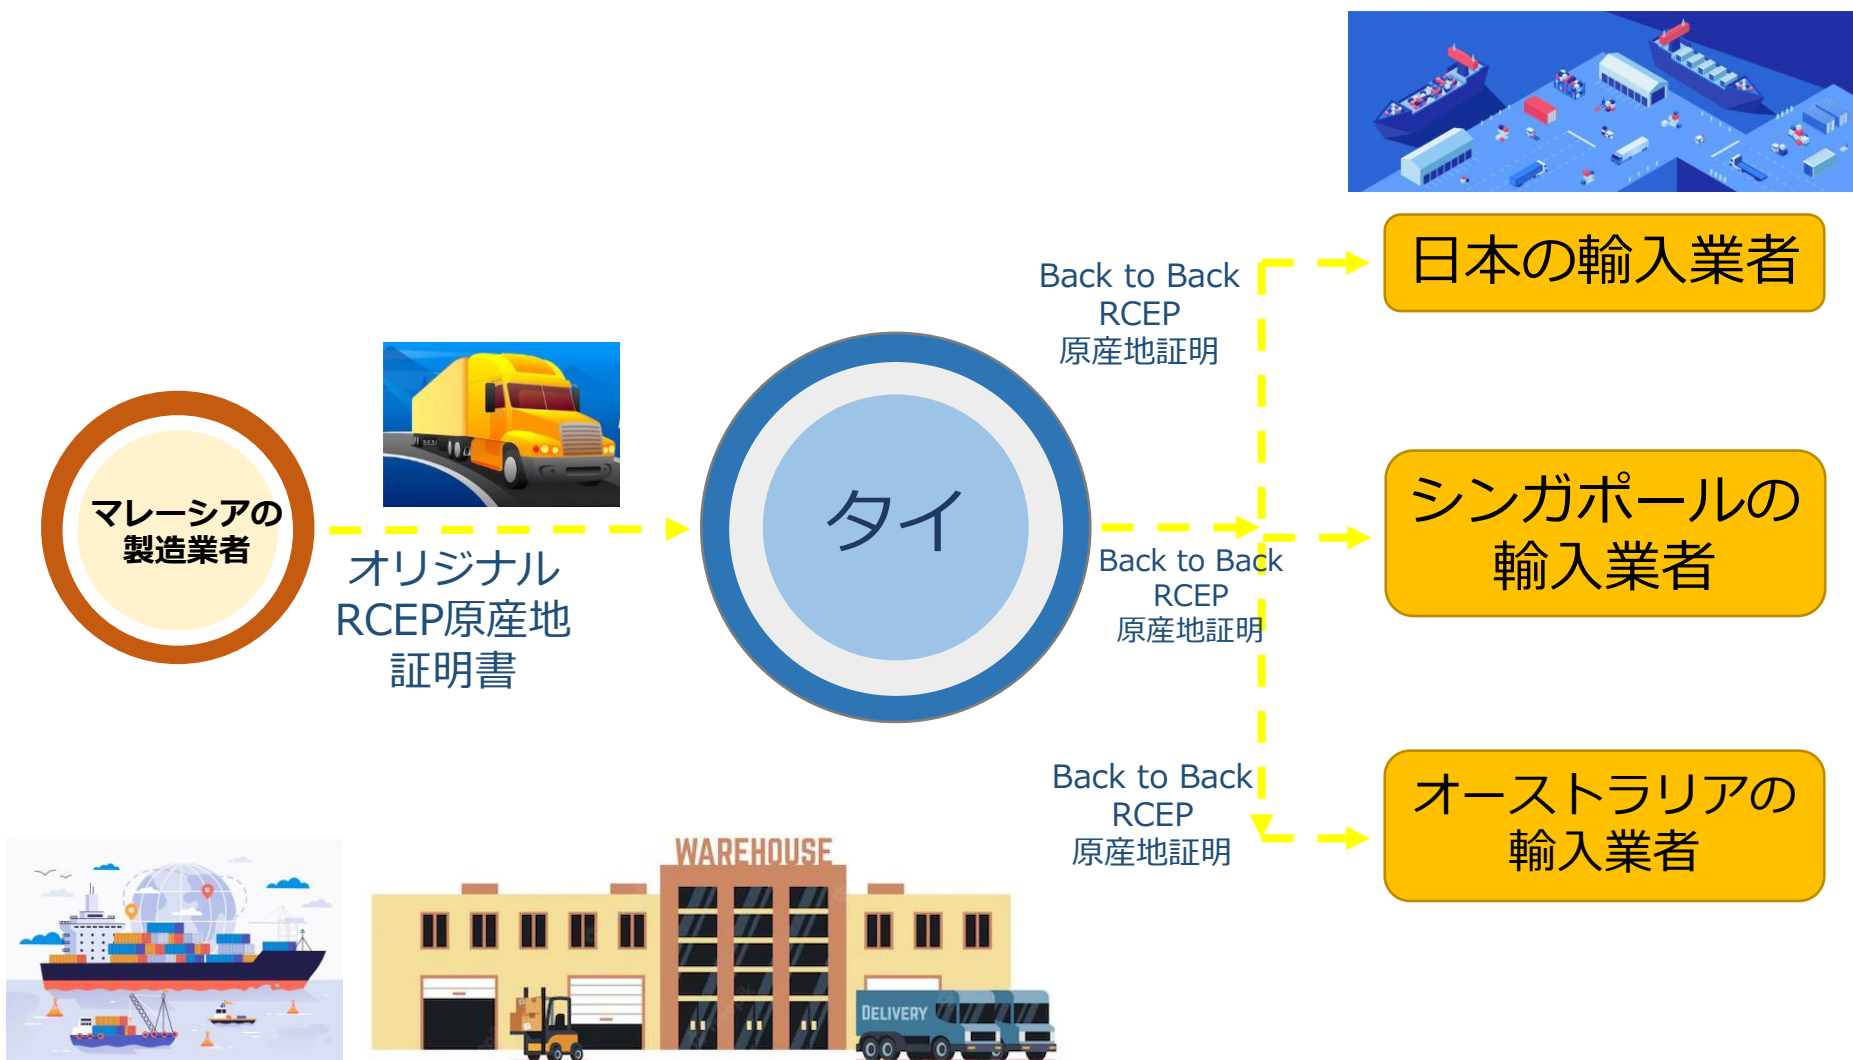 マレーシアの
製造業者
オリジナル
RCEP原産地
証明書
タイ
Back to Back
RCEP
原産地証明
Back to Back
RCEP
原産地証明
Back to Back
RCEP
原産地証明
日本の輸入業者
シンガポールの
輸入業者
オーストラリアの
輸入業者
WAREHOUSE
DELIVERY